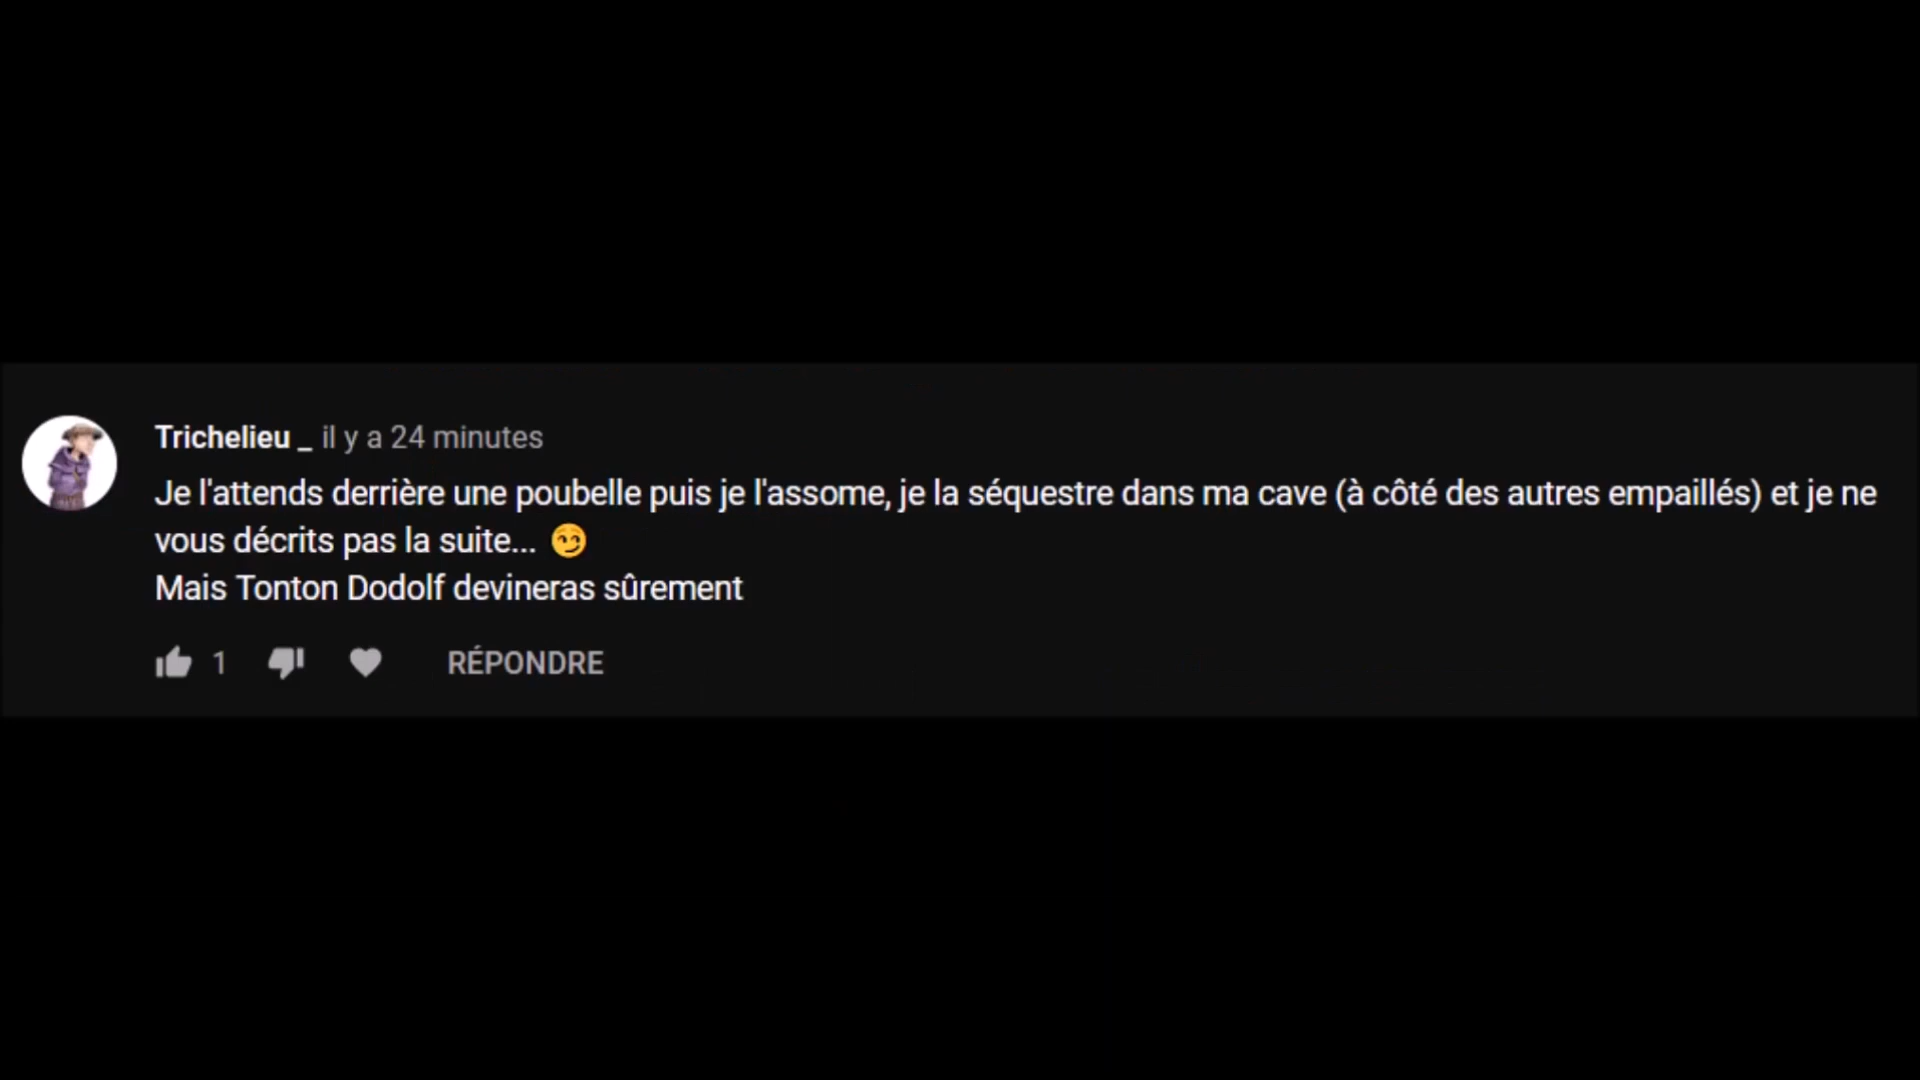 Trichelieu _ il y a 24 minutes
Je l'attends derrière une poubelle puis je l'assome, je la séquestre dans ma cave (à côté des autres empaillés) et je ne
vous décrits pas la suite... 😏
Mais Tonton Dodolf devineras sûrement
1 RÉPONDRE